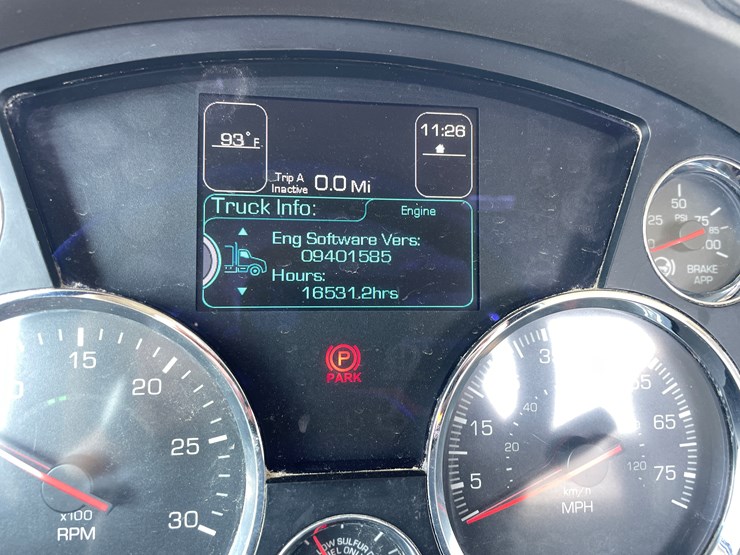 93°F
11:26
Trip A
Inactive 0.0 Mi
Truck Info:
Engine
Eng Software Vers:
09401585
Hours:
16531.2hrs
P
PARK
50
25 PSI 75
85
100
BRAKE
APP
15
20
25
30
x100
RPM
15
65
5
75
20
40
120
km/h
MPH